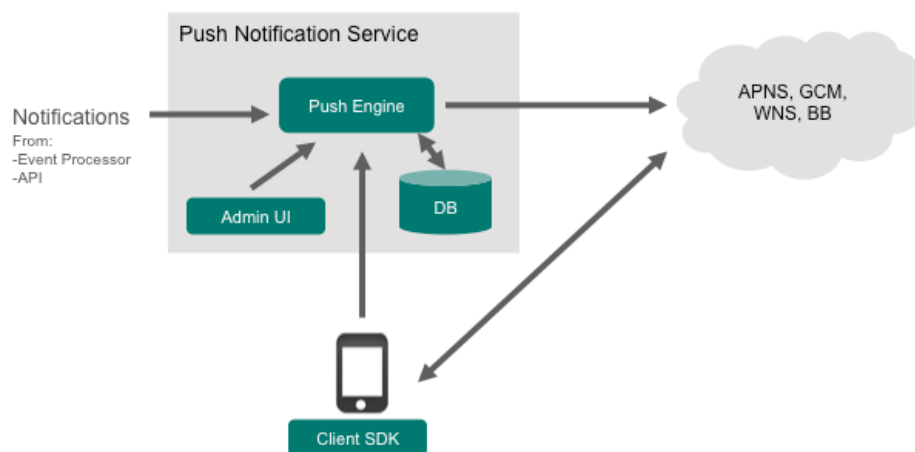 Push Notification Service
Push Engine
Notifications
From:
-Event Processor
-API
Admin UI
DB
APNS, GCM,
WNS, BB
Client SDK